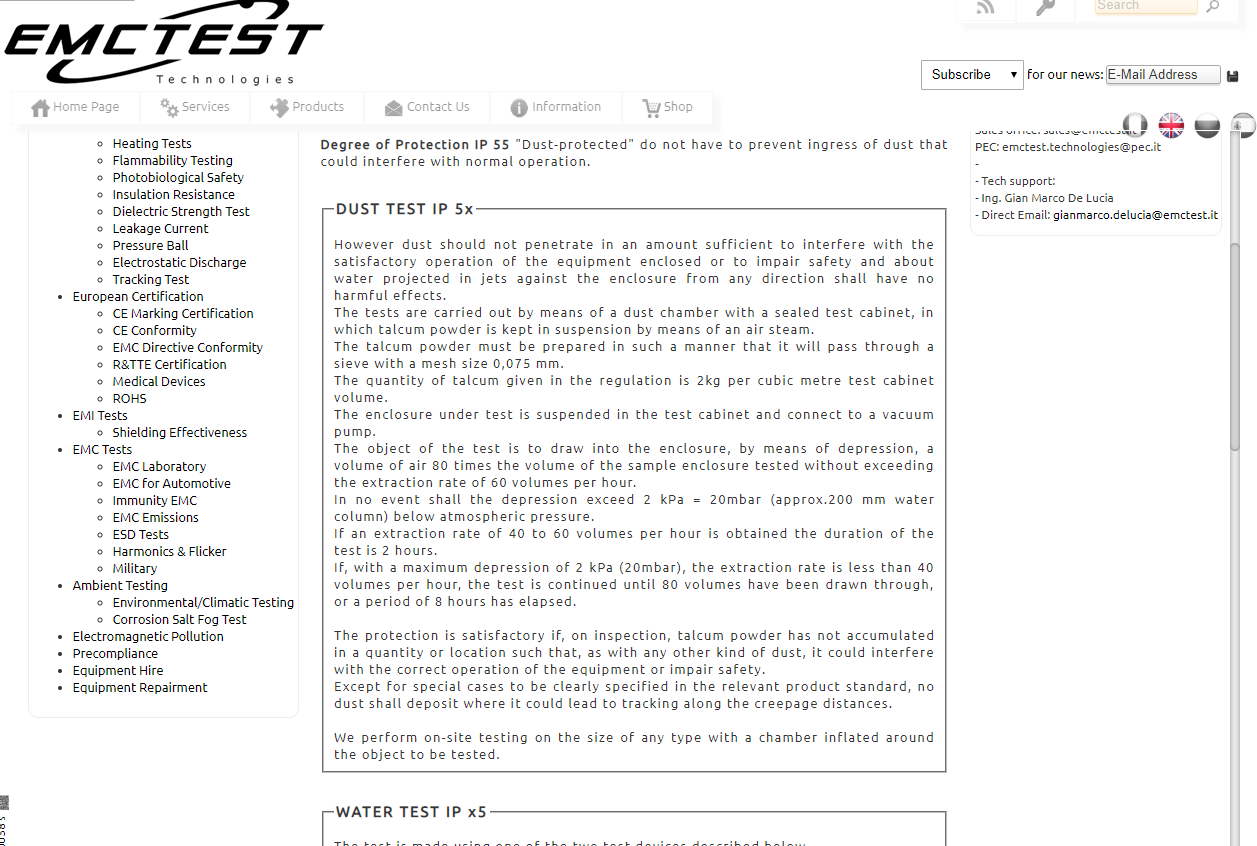 EMCTEST
Technologies
Search
Subscribe
for our news:
E-Mail Address
Home Page
Services
Products
Contact Us
Information
Shop
Heating Tests
Flammability Testing
Photobiological Safety
Insulation Resistance
Dielectric Strength Test
Leakage Current
Pressure Ball
Electrostatic Discharge
Tracking Test
European Certification
CE Marking Certification
CE Conformity
EMC Directive Conformity
R&TTE Certification
Medical Devices
ROHS
EMI Tests
Shielding Effectiveness
EMC Tests
EMC Laboratory
EMC for Automotive
Immunity EMC
EMC Emissions
ESD Tests
Harmonics & Flicker
Military
Ambient Testing
Environmental/Climatic Testing
Corrosion Salt Fog Test
Electromagnetic Pollution
Precompliance
Equipment Hire
Equipment Repairment
Degree of Protection IP 55 "Dust-protected" do not have to prevent ingress of dust that
could interfere with normal operation.
DUST TEST IP 5x
However dust should not penetrate in an amount sufficient to interfere with the
satisfactory operation of the equipment enclosed or to impair safety and about
water projected in jets against the enclosure from any direction shall have no
harmful effects.
The tests are carried out by means of a dust chamber with a sealed test cabinet, in
which talcum powder is kept in suspension by means of an air steam.
The talcum powder must be prepared in such a manner that it will pass through a
sieve with a mesh size 0,075 mm.
The quantity of talcum given in the regulation is 2kg per cubic metre test cabinet
volume.
The enclosure under test is suspended in the test cabinet and connect to a vacuum
pump.
The object of the test is to draw into the enclosure, by means of depression, a
volume of air 80 times the volume of the sample enclosure tested without exceeding
the extraction rate of 60 volumes per hour.
In no event shall the depression exceed 2 kPa = 20mbar (approx.200 mm water
column) below atmospheric pressure.
If an extraction rate of 40 to 60 volumes per hour is obtained the duration of the
test is 2 hours.
If, with a maximum depression of 2 kPa (20mbar), the extraction rate is less than 40
volumes per hour, the test is continued until 80 volumes have been drawn through,
or a period of 8 hours has elapsed.
The protection is satisfactory if, on inspection, talcum powder has not accumulated
in a quantity or location such that, as with any other kind of dust, it could interfere
with the correct operation of the equipment or impair safety.
Except for special cases to be clearly specified in the relevant product standard, no
dust shall deposit where it could lead to tracking along the creepage distances.
We perform on-site testing on the size of any type with a chamber inflated around
the object to be tested.
WATER TEST IP x5
The test is made using one of the two test devices described below
Sales office: sales@emctest.it
PEC: emctest.technologies@pec.it
-
- Tech support:
- Ing. Gian Marco De Lucia
- Direct Email: gianmarco.delucia@emctest.it